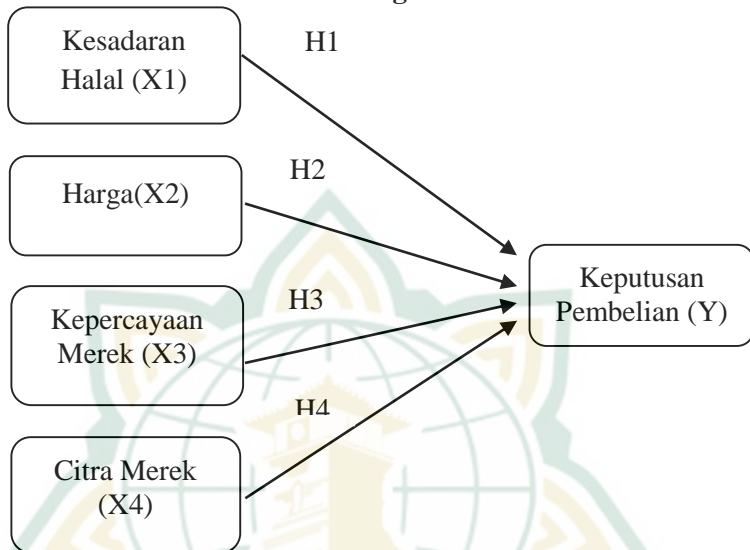 Kesadaran
Halal (X1)
H1
Harga(X2)
H2
Kepercayaan
Merek (X3)
H3
Citra Merek
(X4)
H4
Keputusan
Pembelian (Y)